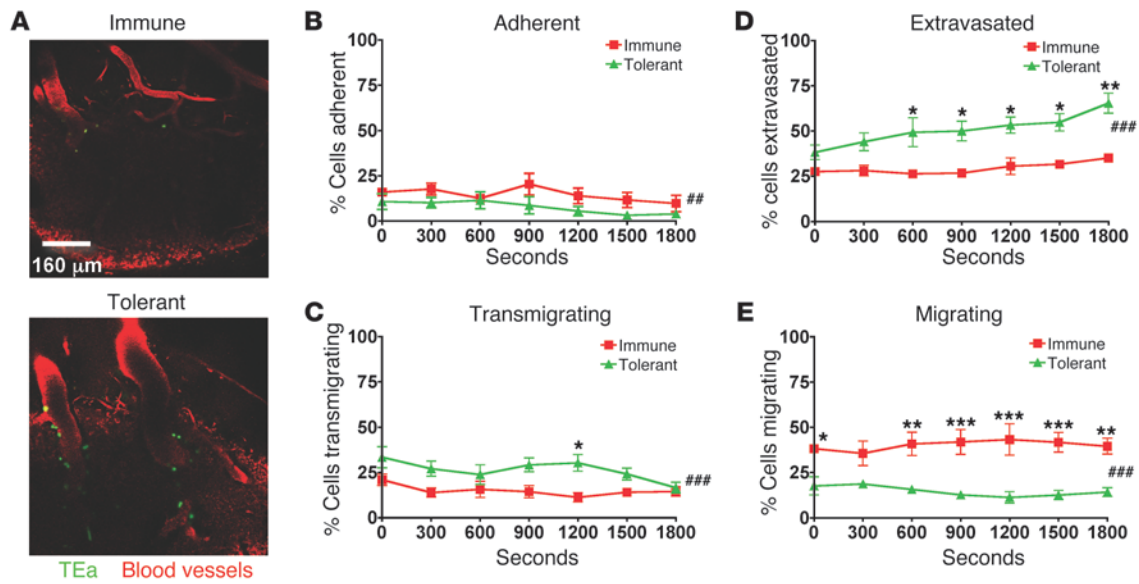 A
Immune
160 μm
Tolerant
TEa Blood vessels
B
Adherent
Immune
Tolerant
% Cells adherent
100
75
50
25
0
##
0 300 600 900 1200 1500 1800
Seconds
C
Transmigrating
Immune
Tolerant
% Cells transmigrating
100
75
50
25
0
*
###
0 300 600 900 1200 1500 1800
Seconds
D
Extravasated
Immune
Tolerant
% cells extravasated
100
75
50
25
0
* * * * **
###
0 300 600 900 1200 1500 1800
Seconds
E
Migrating
Immune
Tolerant
% Cells migrating
100
75
50
25
0
* ** *** *** *** **
###
0 300 600 900 1200 1500 1800
Seconds